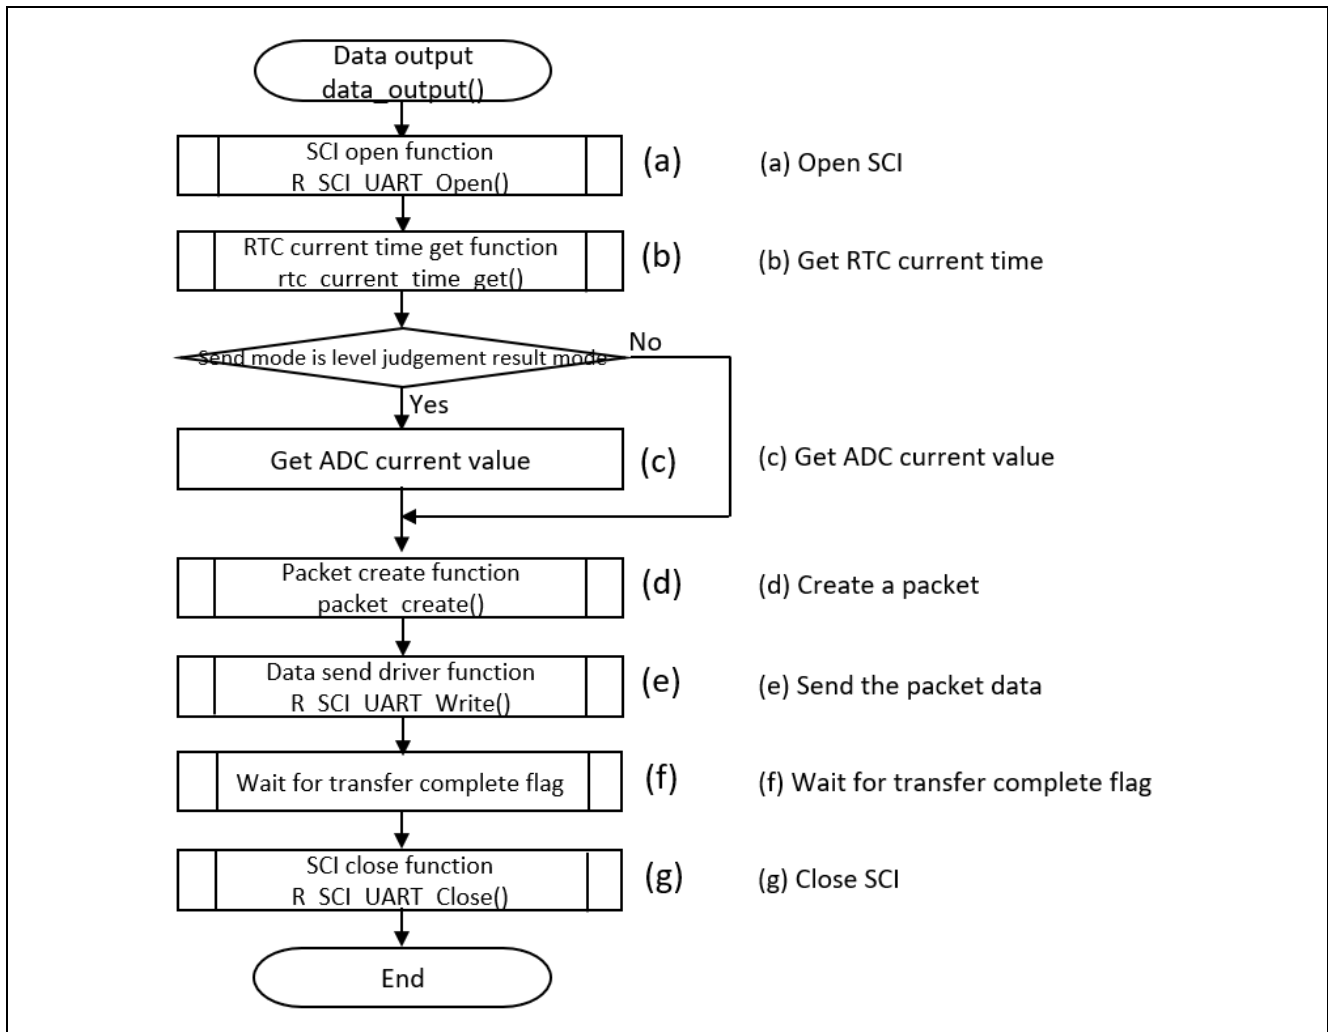 Data output
data_output()
SCI open function
R_SCI_UART_Open()
(a)
(a) Open SCI
RTC current time get function
rtc_current_time_get()
(b)
(b) Get RTC current time
Send mode is level judgement result mode
No
Yes
Get ADC current value
(c)
(c) Get ADC current value
Packet create function
packet_create()
(d)
(d) Create a packet
Data send driver function
R_SCI_UART_Write()
(e)
(e) Send the packet data
Wait for transfer complete flag
(f)
(f) Wait for transfer complete flag
SCI close function
R_SCI_UART_Close()
(g)
(g) Close SCI
End